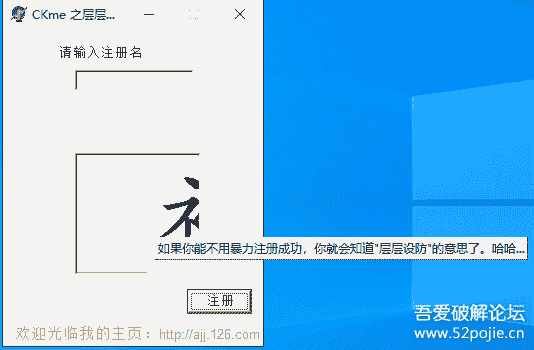 CKme 之层层...
请输入注册名
如果你能不用暴力注册成功，你就会知道"层层设防"的意思了。哈哈...
注册
欢迎光临我的主页：http://ajj.126.com
吾爱破解论坛
www.52pojie.cn